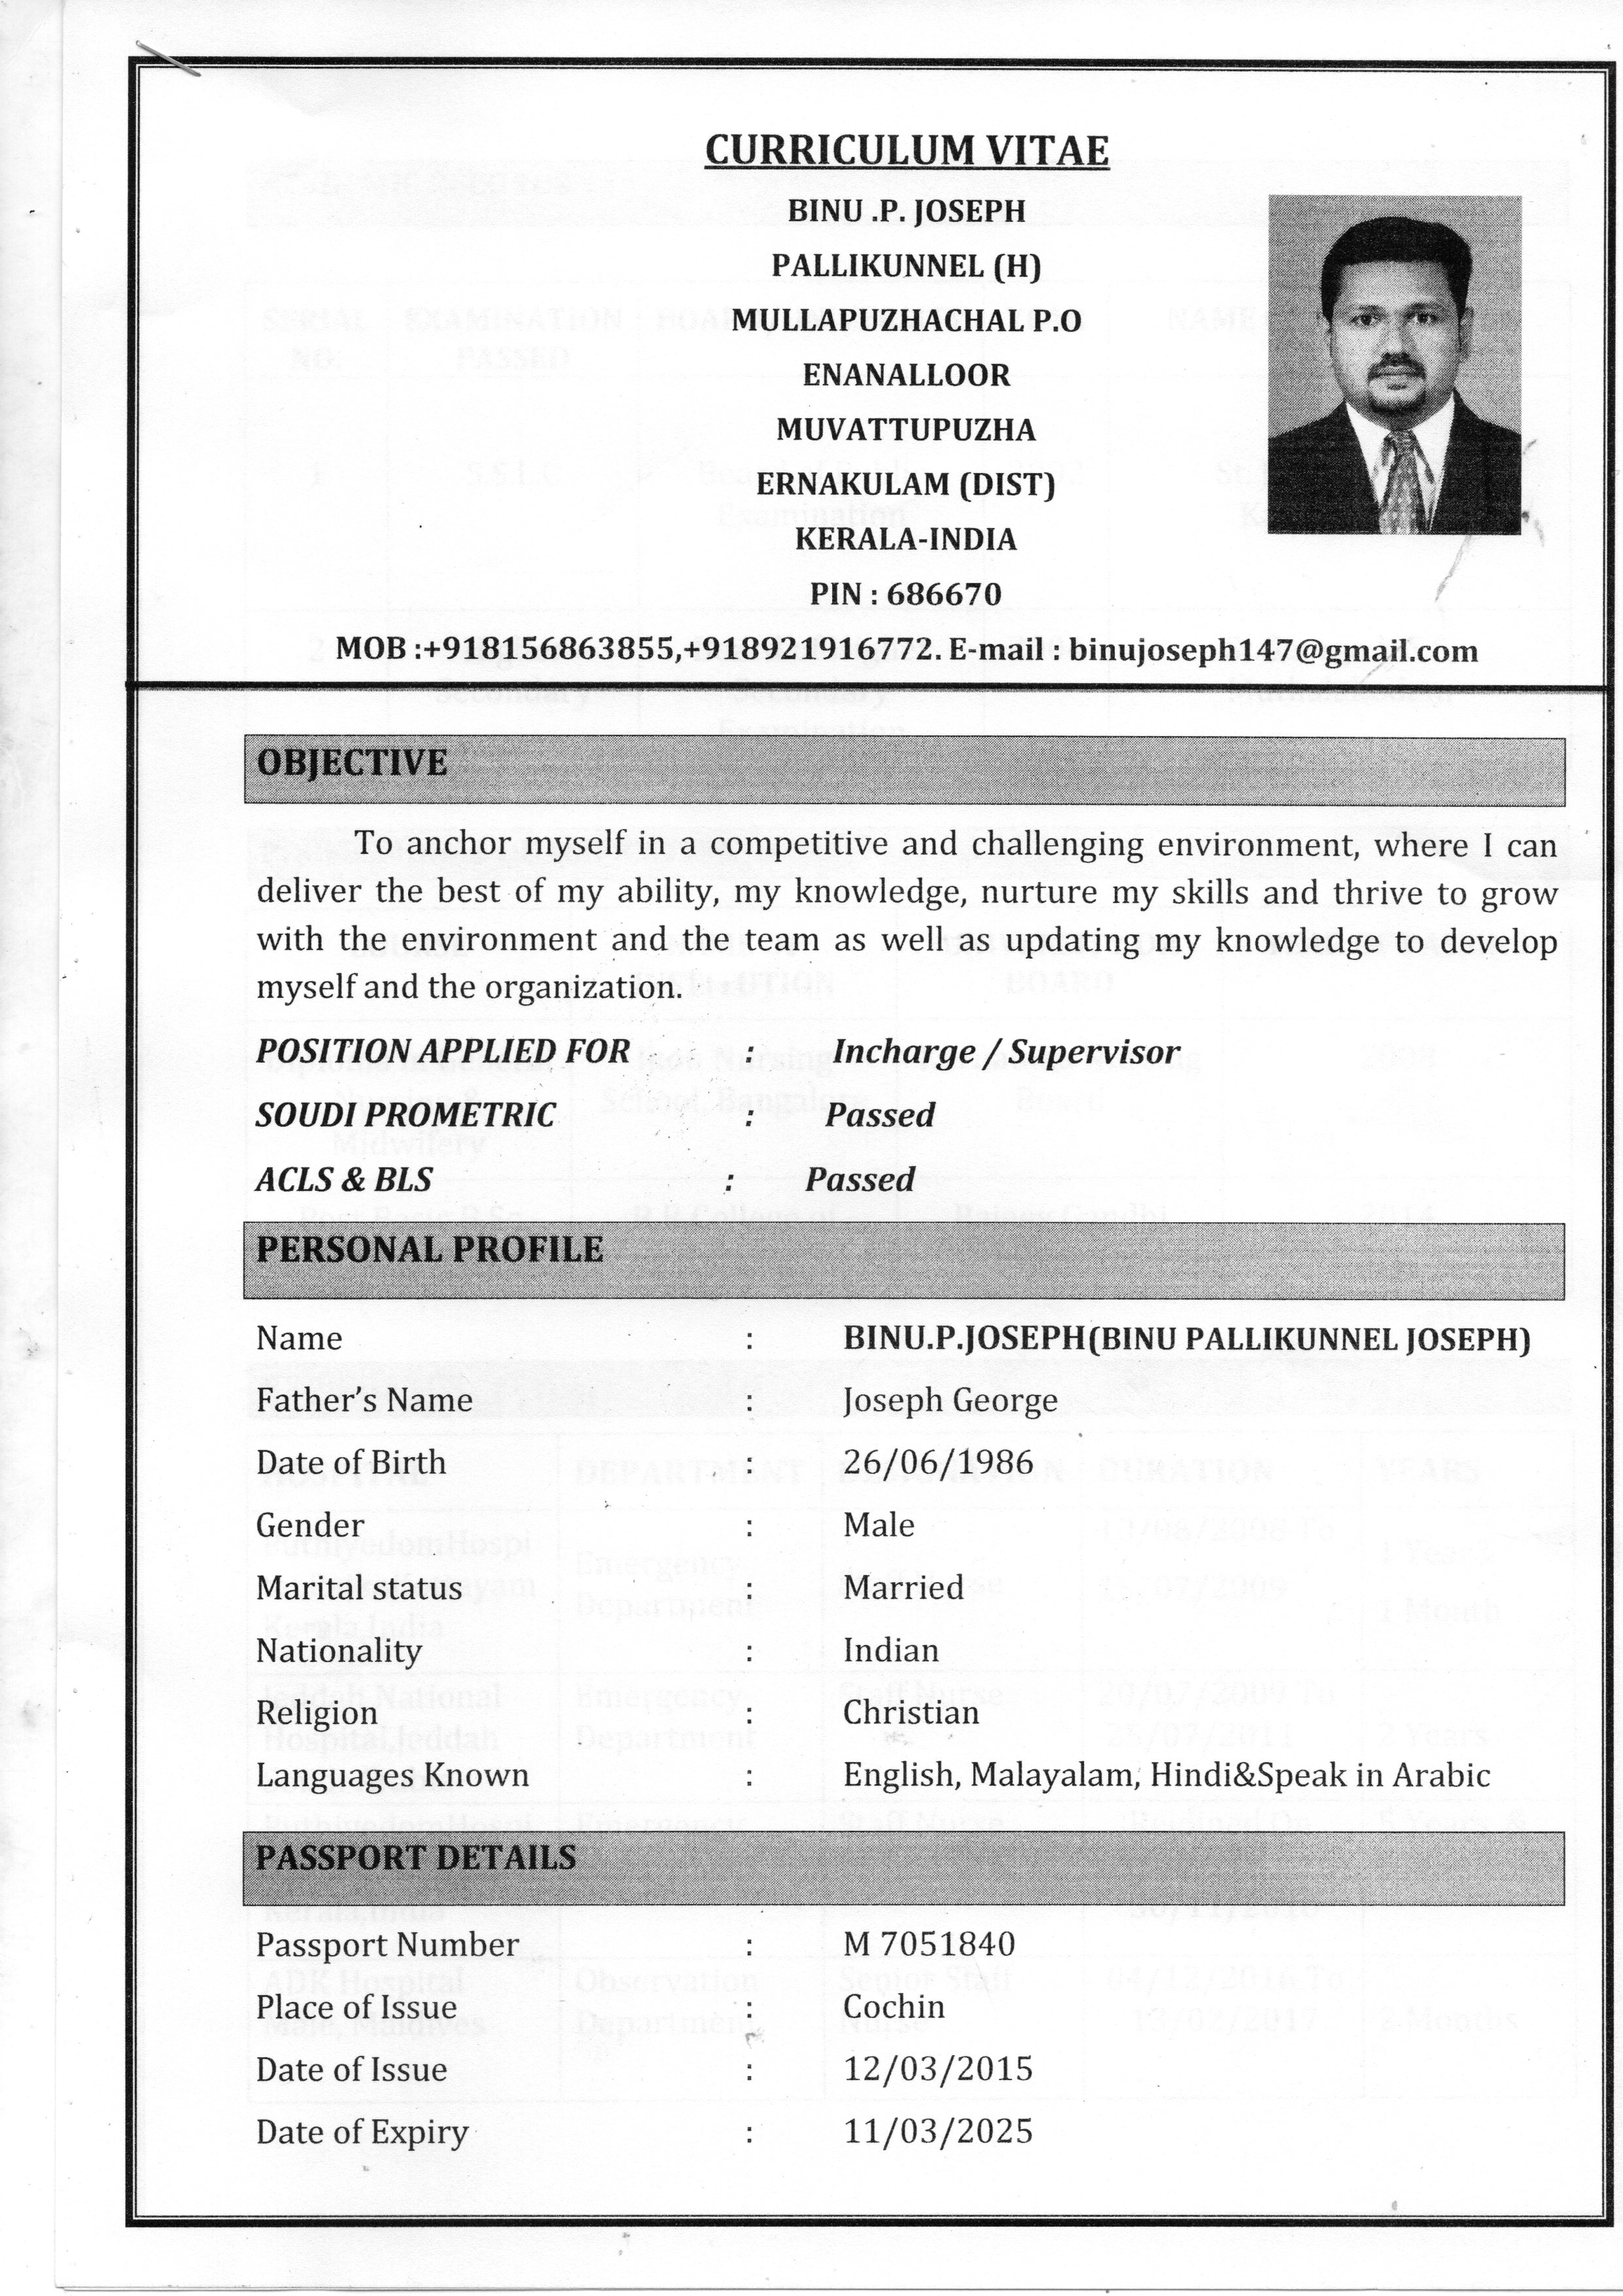 CURRICULUM VITAE
BINU .P. JOSEPH
PALLIKUNNEL (H)
MULLAPUZHACHAL P.O
ENANALLOOR
MUVATTUPUZHA
ERNAKULAM (DIST)
KERALA-INDIA
PIN : 686670
MOB :+918156863855,+918921916772. E-mail : binujoseph147@gmail.com
OBJECTIVE
To anchor myself in a competitive and challenging environment, where I can
deliver the best of my ability, my knowledge, nurture my skills and thrive to grow
with the environment and the team as well as updating my knowledge to develop
myself and the organization.
POSITION APPLIED FOR : Incharge / Supervisor
SOUDI PROMETRIC : Passed
ACLS & BLS : Passed
PERSONAL PROFILE
Name : BINU.P.JOSEPH(BINU PALLIKUNNEL JOSEPH)
Father's Name : Joseph George
Date of Birth : 26/06/1986
Gender : Male
Marital status : Married
Nationality : Indian
Religion : Christian
Languages Known : English, Malayalam, Hindi&Speak in Arabic
PASSPORT DETAILS
Passport Number : M 7051840
Place of Issue : Cochin
Date of Issue : 12/03/2015
Date of Expiry : 11/03/2025